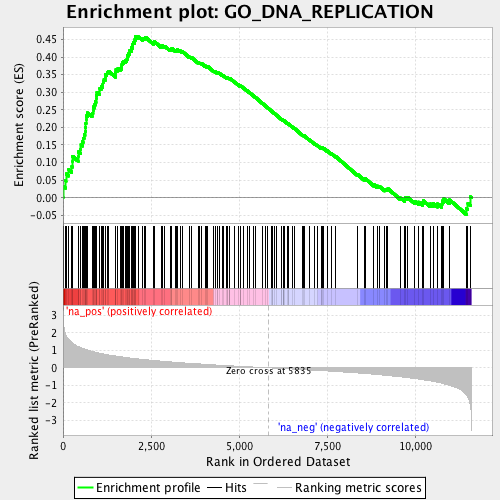 Enrichment plot: GO_DNA_REPLICATION
Enrichment score (ES)
0.45
0.40
0.35
0.30
0.25
0.20
0.15
0.10
0.05
0.00
-0.05
'na_pos' (positively correlated)
Ranked list metric (PreRanked)
3
2
1
0
-1
-2
-3
Zero cross at 5835
'na_neg' (negatively correlated)
0
2,500
5,000
7,500
10,000
Rank in Ordered Dataset
Enrichment profile
Hits
Ranking metric scores